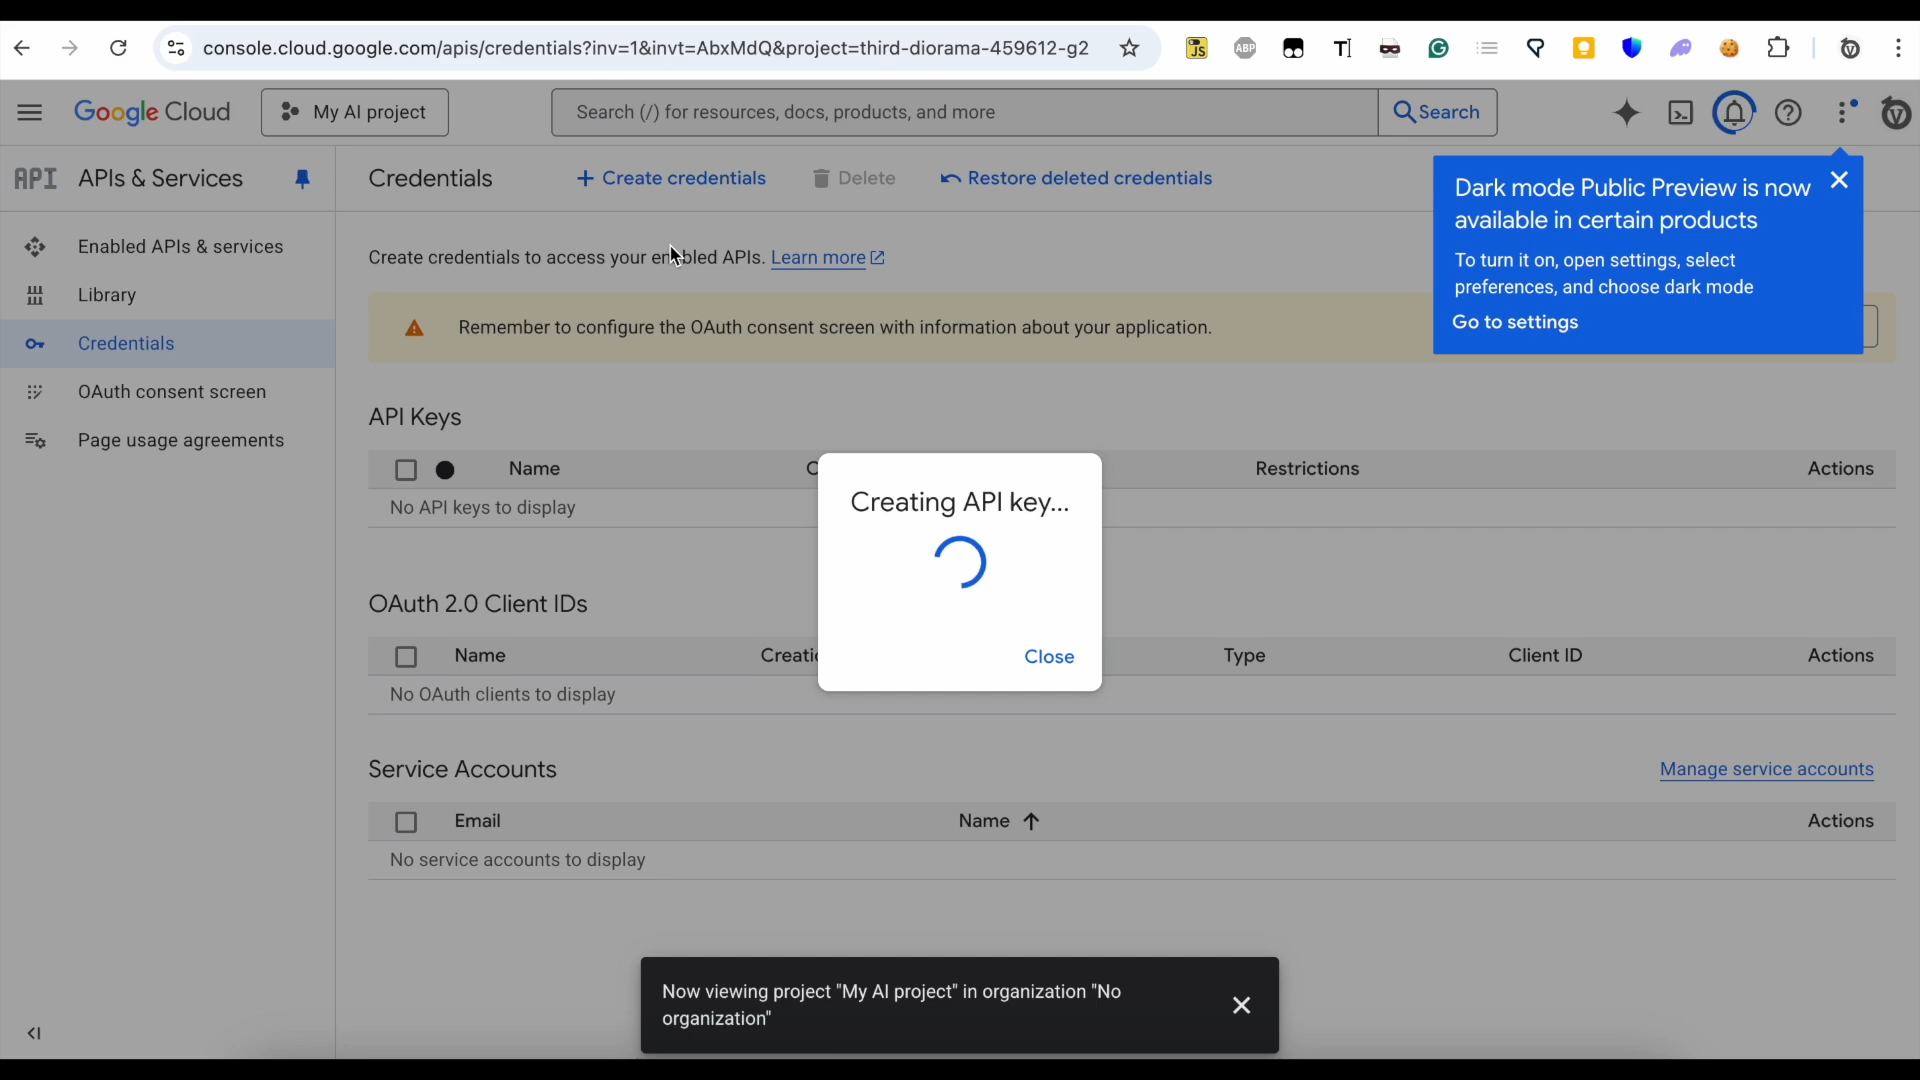 console.cloud.google.com/apis/credentials?inv=1&invt=AbxMdQ&project=third-diorama-459612-g2
JS
ABP
Google Cloud
My AI project
Search (/) for resources, docs, products, and more
Search
API
APIs & Services
Credentials
Create credentials
Delete
Restore deleted credentials
Dark mode Public Preview is now
available in certain products
To turn it on, open settings, select
preferences, and choose dark mode
Go to settings
Enabled APIs & services
Library
Credentials
OAuth consent screen
Page usage agreements
Create credentials to access your enabled APIs. Learn more
Remember to configure the OAuth consent screen with information about your application.
API Keys
Name
Restrictions
Actions
No API keys to display
Creating API key...
Close
OAuth 2.0 Client IDs
Name
Type
Client ID
Actions
No OAuth clients to display
Service Accounts
Manage service accounts
Email
Name
Actions
No service accounts to display
Now viewing project "My AI project" in organization "No
organization"